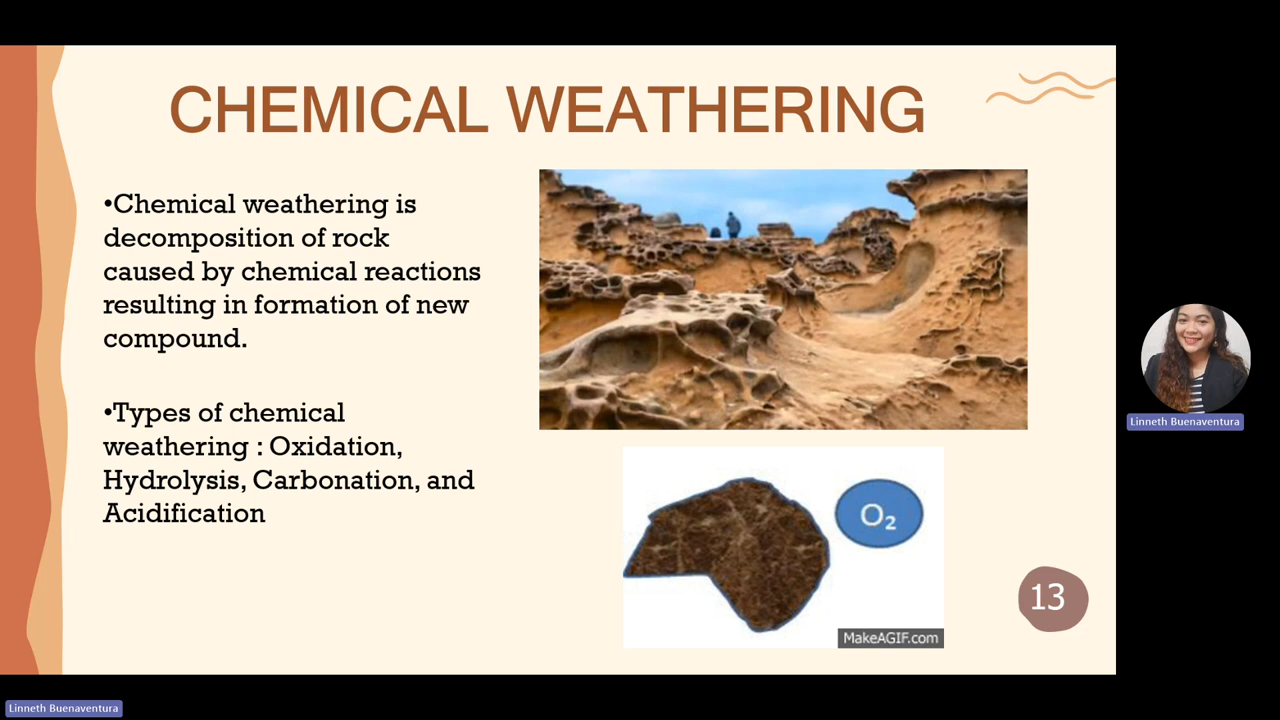 CHEMICAL WEATHERING
•Chemical weathering is
decomposition of rock
caused by chemical reactions
resulting in formation of new
compound.
•Types of chemical
weathering : Oxidation,
Hydrolysis, Carbonation, and
Acidification
O₂
MakeAGIF.com
13
Linneth Buenaventura
Linneth Buenaventura